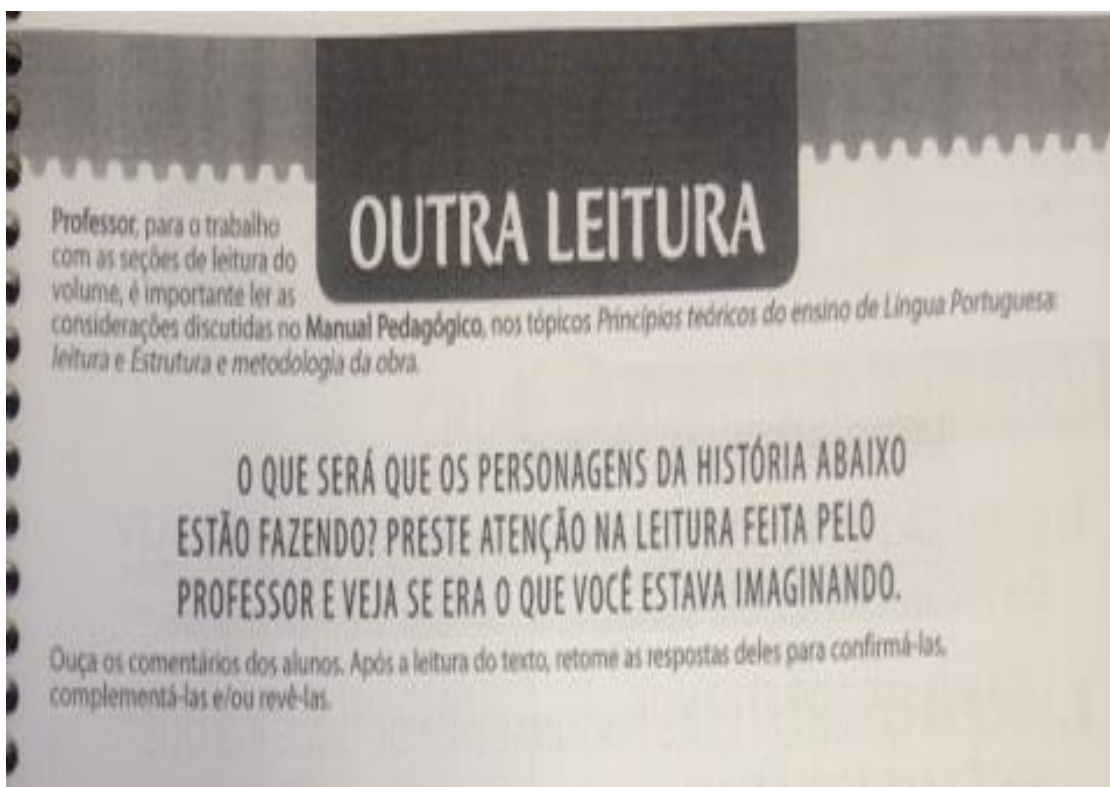 OUTRA LEITURA
Professor, para o trabalho
com as seções de leitura do
volume, é importante ler as
considerações discutidas no Manual Pedagógico, nos tópicos Princípios teóricos do ensino de Língua Portuguesa:
leitura e Estrutura e metodologia da obra.
O QUE SERÁ QUE OS PERSONAGENS DA HISTÓRIA ABAIXO
ESTÃO FAZENDO? PRESTE ATENÇÃO NA LEITURA FEITA PELO
PROFESSOR E VEJA SE ERA O QUE VOCÊ ESTAVA IMAGINANDO.
Ouça os comentários dos alunos. Após a leitura do texto, retome as respostas deles para confirmá-las,
complementá-las e/ou revê-las.